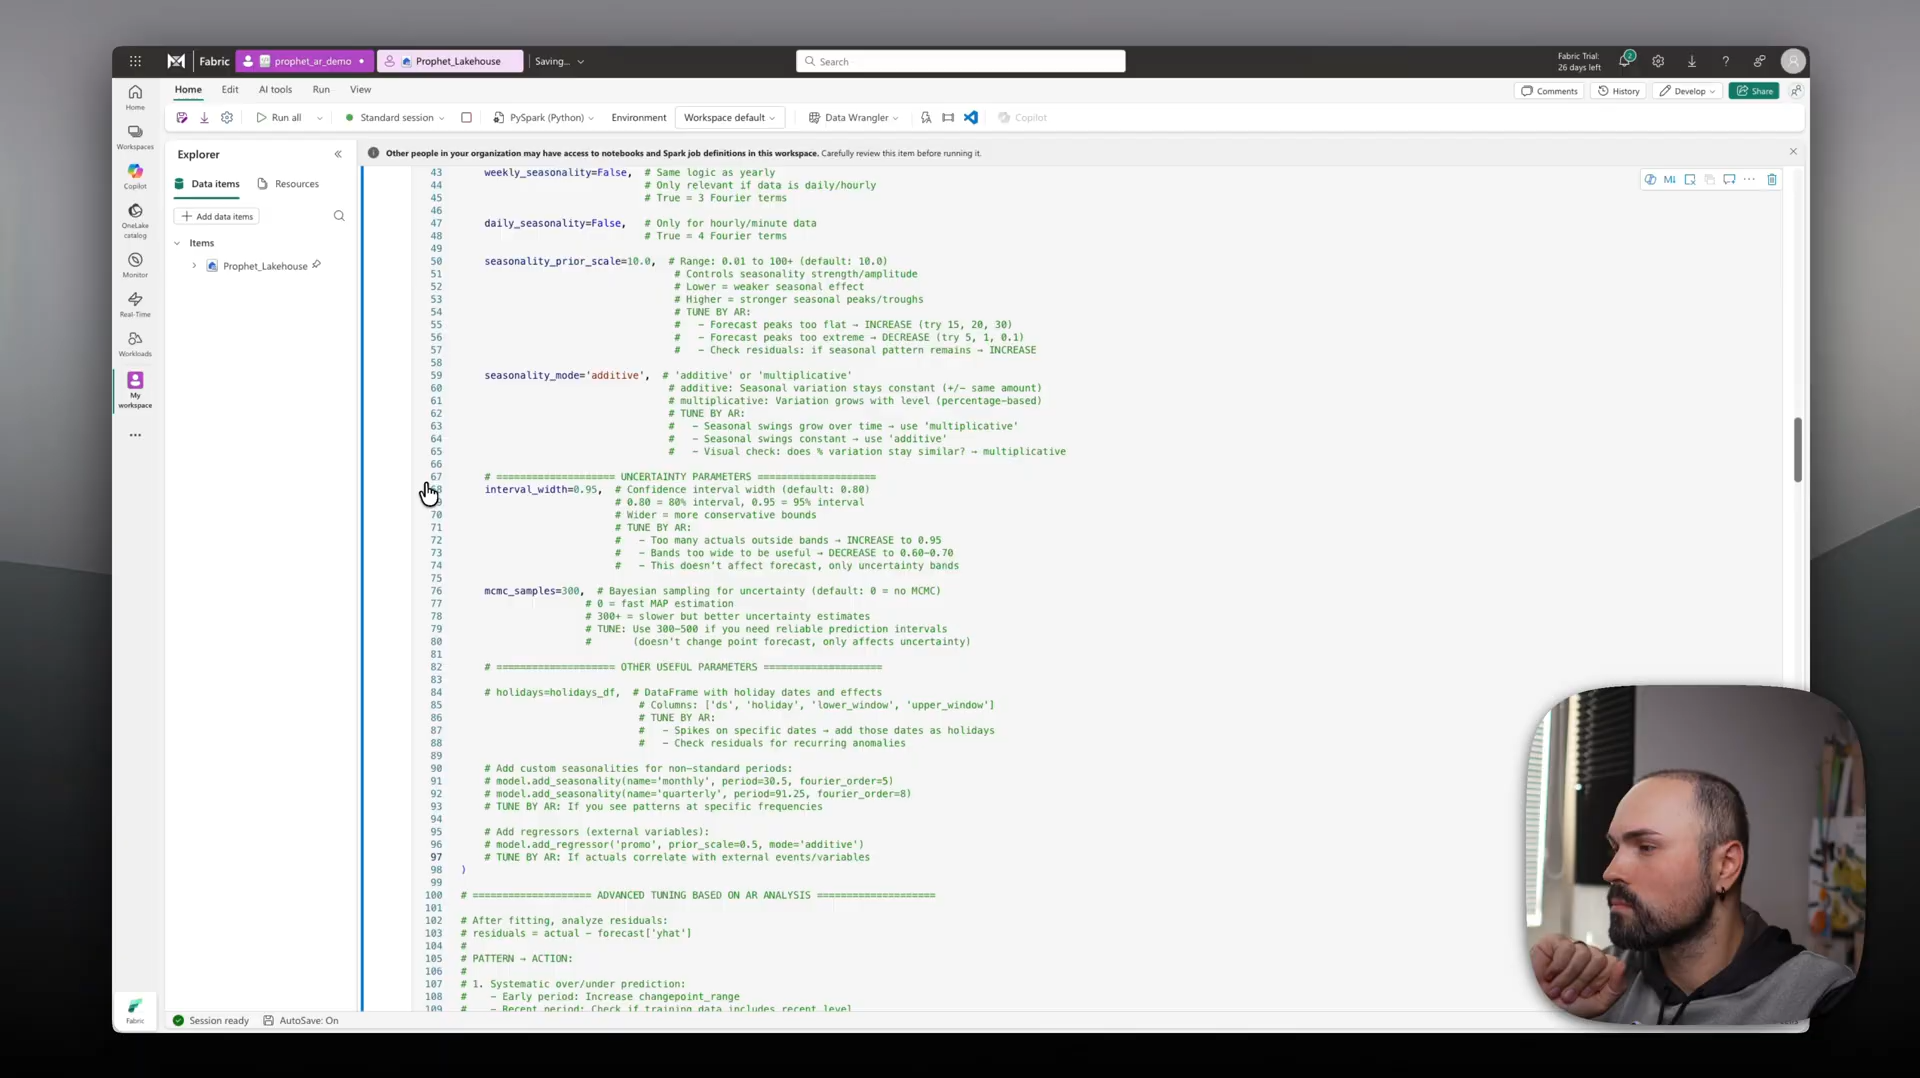 Fabric
prophet_ar_demo
Prophet_Lakehouse
Saving...
Search
Fabric Trial:
26 days left
2
Home
Edit
AI tools
Run
View
Comments
History
Develop
Share
Run all
Standard session
PySpark (Python)
Environment
Workspace default
Data Wrangler
Copilot
Home
Workspaces
Copilot
OneLake
catalog
Monitor
Real-Time
Workloads
My
workspace
Fabric
Explorer
Data items
Resources
Add data items
Items
Prophet_Lakehouse
Other people in your organization may have access to notebooks and Spark job definitions in this workspace. Carefully review this item before running it.
43 weekly_seasonality=False, # Same logic as yearly
44 # Only relevant if data is daily/hourly
45 # True = 3 Fourier terms
46
47 daily_seasonality=False, # Only for hourly/minute data
48 # True = 4 Fourier terms
49
50 seasonality_prior_scale=10.0, # Range: 0.01 to 100+ (default: 10.0)
51 # Controls seasonality strength/amplitude
52 # Lower = weaker seasonal effect
53 # Higher = stronger seasonal peaks/troughs
54 # TUNE BY AR:
55 # - Forecast peaks too flat → INCREASE (try 15, 20, 30)
56 # - Forecast peaks too extreme → DECREASE (try 5, 1, 0.1)
57 # - Check residuals: if seasonal pattern remains → INCREASE
58
59 seasonality_mode='additive', # 'additive' or 'multiplicative'
60 # additive: Seasonal variation stays constant (+/- same amount)
61 # multiplicative: Variation grows with level (percentage-based)
62 # TUNE BY AR:
63 # - Seasonal swings grow over time → use 'multiplicative'
64 # - Seasonal swings constant → use 'additive'
65 # - Visual check: does % variation stay similar? → multiplicative
66
67 # ==================== UNCERTAINTY PARAMETERS ====================
interval_width=0.95, # Confidence interval width (default: 0.80)
# 0.80 = 80% interval, 0.95 = 95% interval
70 # Wider = more conservative bounds
71 # TUNE BY AR:
72 # - Too many actuals outside bands → INCREASE to 0.95
73 # - Bands too wide to be useful → DECREASE to 0.60-0.70
74 # - This doesn't affect forecast, only uncertainty bands
75
76 mcmc_samples=300, # Bayesian sampling for uncertainty (default: 0 = no MCMC)
77 # 0 = fast MAP estimation
78 # 300+ = slower but better uncertainty estimates
79 # TUNE: Use 300-500 if you need reliable prediction intervals
80 # (doesn't change point forecast, only affects uncertainty)
81
82 # ==================== OTHER USEFUL PARAMETERS ====================
83
84 # holidays=holidays_df, # DataFrame with holiday dates and effects
85 # Columns: ['ds', 'holiday', 'lower_window', 'upper_window']
86 # TUNE BY AR:
87 # - Spikes on specific dates → add those dates as holidays
88 # - Check residuals for recurring anomalies
89
90 # Add custom seasonalities for non-standard periods:
91 # model.add_seasonality(name='monthly', period=30.5, fourier_order=5)
92 # model.add_seasonality(name='quarterly', period=91.25, fourier_order=8)
93 # TUNE BY AR: If you see patterns at specific frequencies
94
95 # Add regressors (external variables):
96 # model.add_regressor('promo', prior_scale=0.5, mode='additive')
97 # TUNE BY AR: If actuals correlate with external events/variables
98 )
99
100 # ==================== ADVANCED TUNING BASED ON AR ANALYSIS ====================
101
102 # After fitting, analyze residuals:
103 # residuals = actual - forecast['yhat']
104 #
105 # PATTERN → ACTION:
106 #
107 # 1. Systematic over/under prediction:
108 # - Early period: Increase changepoint_range
109 # - Recent period: Check if training data includes recent level
Session ready
AutoSave: On